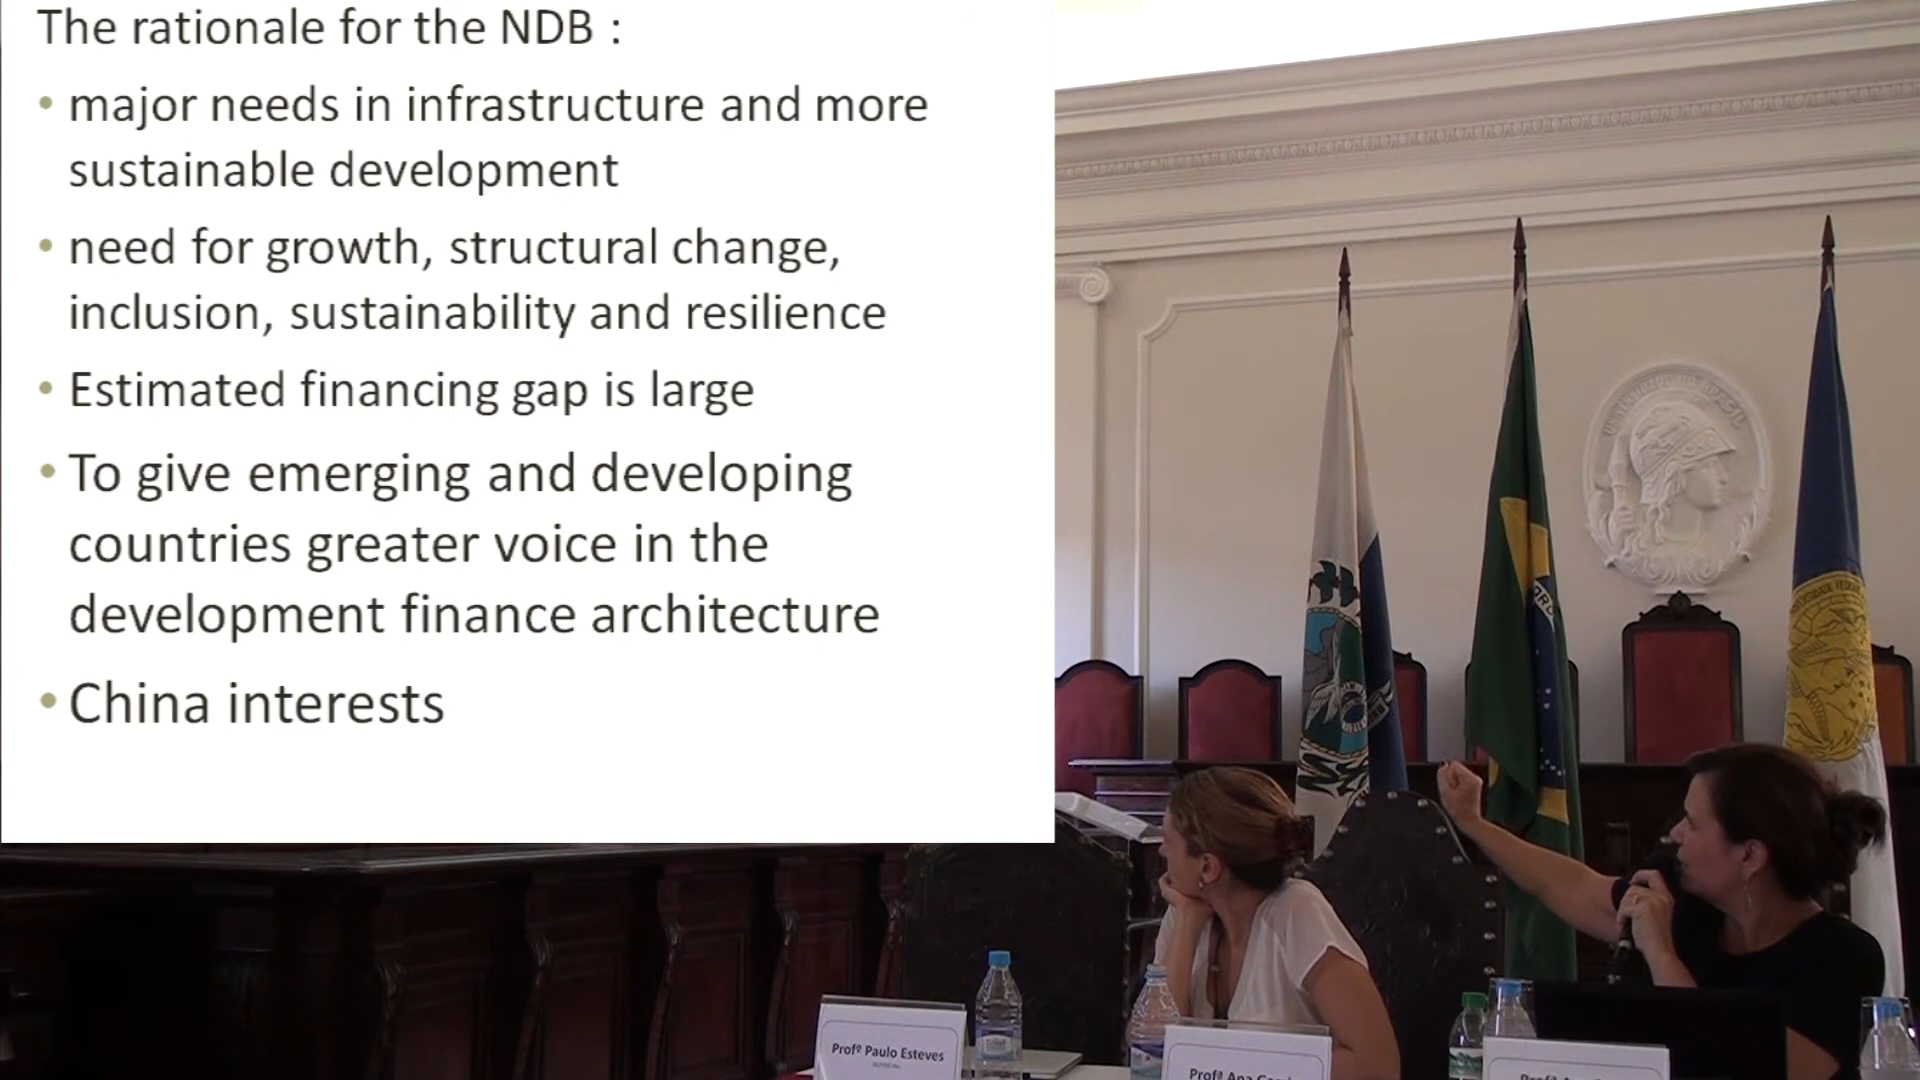 The rationale for the NDB :
• major needs in infrastructure and more
sustainable development
• need for growth, structural change,
inclusion, sustainability and resilience
• Estimated financing gap is large
• To give emerging and developing
countries greater voice in the
development finance architecture
• China interests
Profº Paulo Esteves
Profª Ana